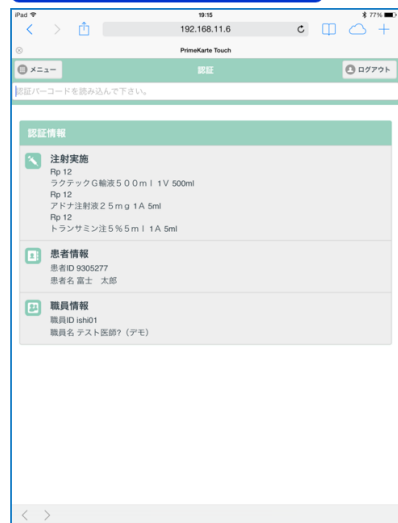 iPad 19:15 77%
192.168.11.6
PrimeKarte Touch
メニュー 認証 ログアウト
認証バーコードを読み込んで下さい。
認証情報
注射実施
Rp 12
ラクテックG輸液500ml 1V 500ml
Rp 12
アドナ注射液25mg 1A 5ml
Rp 12
トランサミン注5%5ml 1A 5ml
患者情報
患者ID 9305277
患者名 富士 太郎
職員情報
職員ID ishi01
職員名 テスト医師?(デモ)